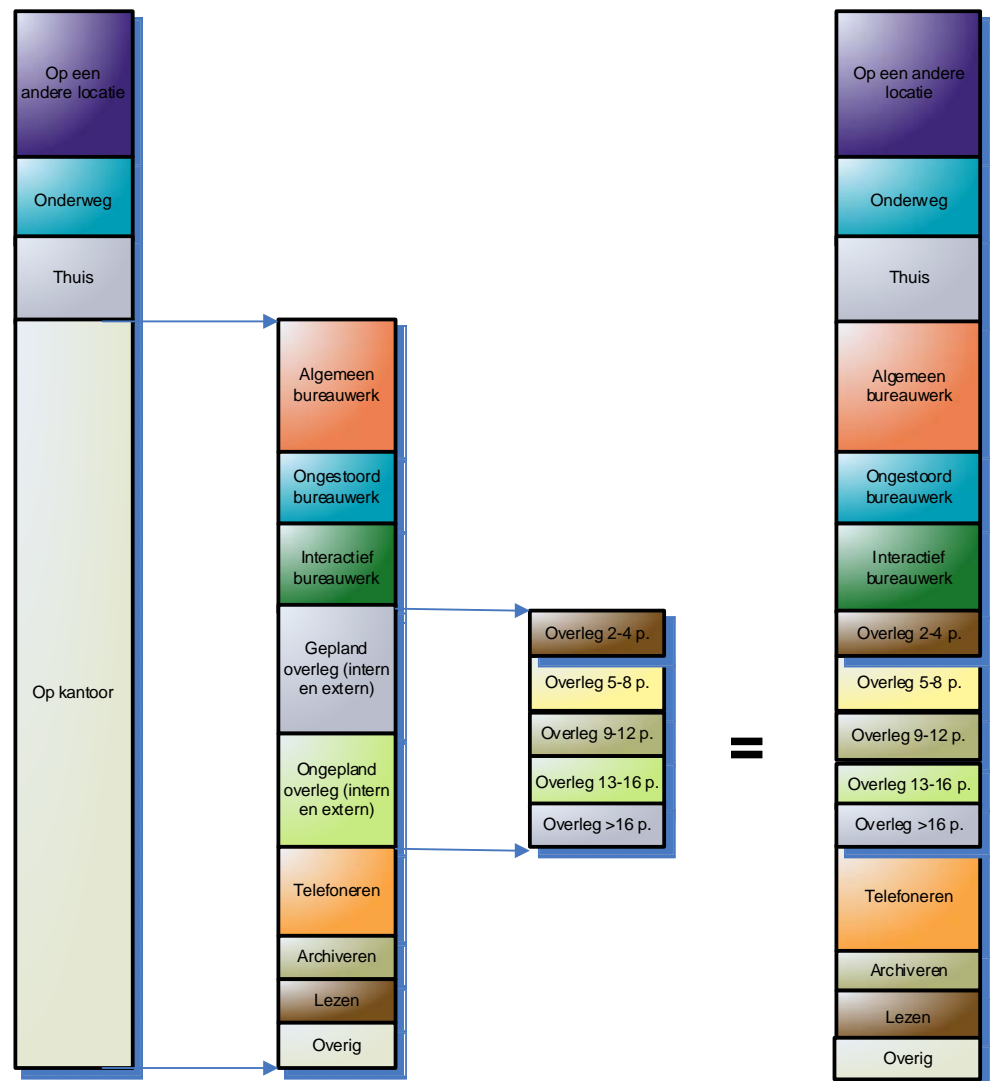 Op een
andere locatie
Onderweg
Thuis
Op kantoor
Algemeen
bureauwerk
Ongestoord
bureauwerk
Interactief
bureauwerk
Gepland
overleg (intern
en extern)
Ongepland
overleg (intern
en extern)
Telefoneren
Archiveren
Lezen
Overig
Overleg 2-4 p.
Overleg 5-8 p.
Overleg 9-12 p.
Overleg 13-16 p.
Overleg >16 p.
=
Op een andere
locatie
Onderweg
Thuis
Algemeen
bureauwerk
Ongestoord
bureauwerk
Interactief
bureauwerk
Overleg 2-4 p.
Overleg 5-8 p.
Overleg 9-12 p.
Overleg 13-16 p.
Overleg >16 p.
Telefoneren
Archiveren
Lezen
Overig